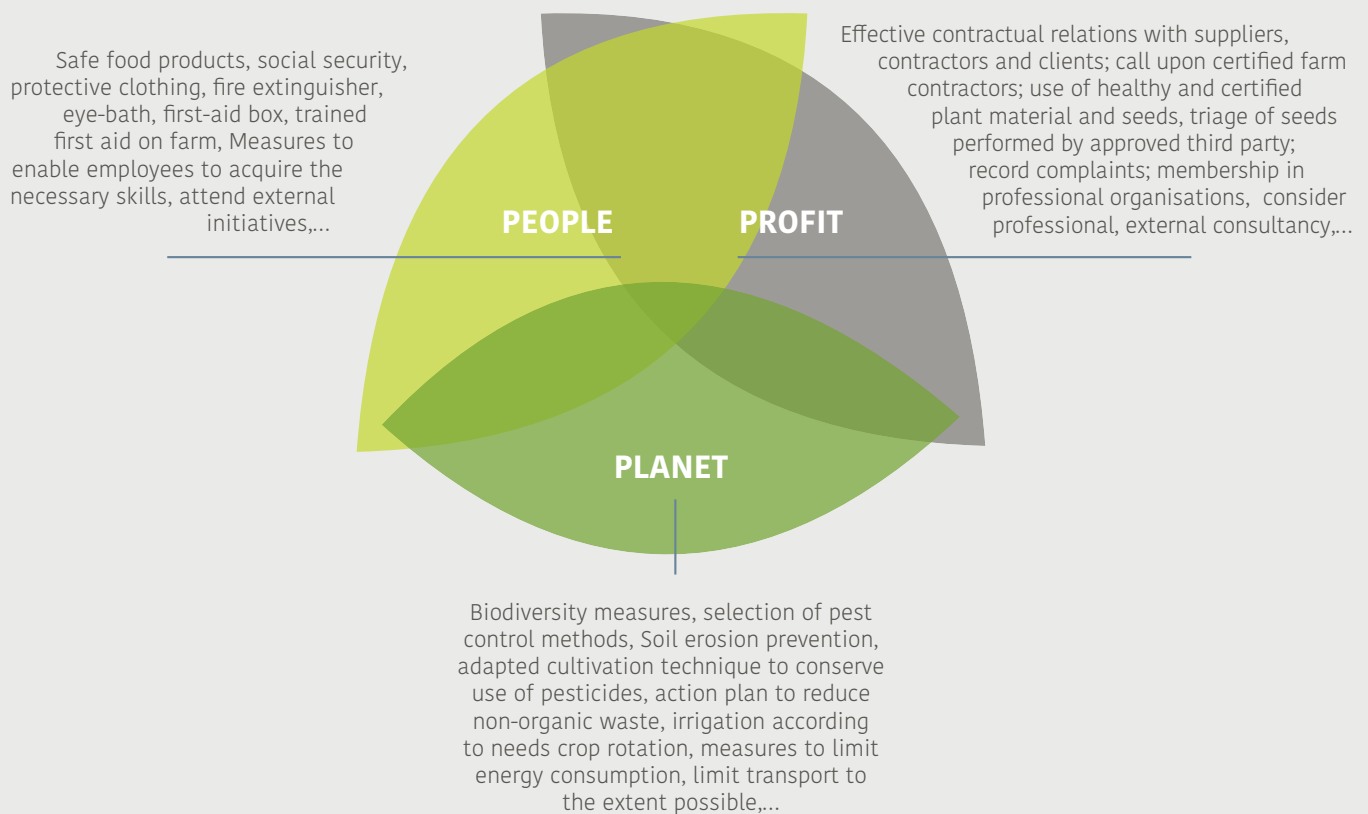 Safe food products, social security,
protective clothing, fire extinguisher,
eye-bath, first-aid box, trained
first aid on farm, Measures to
enable employees to acquire the
necessary skills, attend external
initiatives,...
Effective contractual relations with suppliers,
contractors and clients; call upon certified farm
contractors; use of healthy and certified
plant material and seeds, triage of seeds
performed by approved third party;
record complaints; membership in
professional organisations, consider
professional, external consultancy,...
PEOPLE
PROFIT
PLANET
Biodiversity measures, selection of pest
control methods, Soil erosion prevention,
adapted cultivation technique to conserve
use of pesticides, action plan to reduce
non-organic waste, irrigation according
to needs crop rotation, measures to limit
energy consumption, limit transport to
the extent possible,...